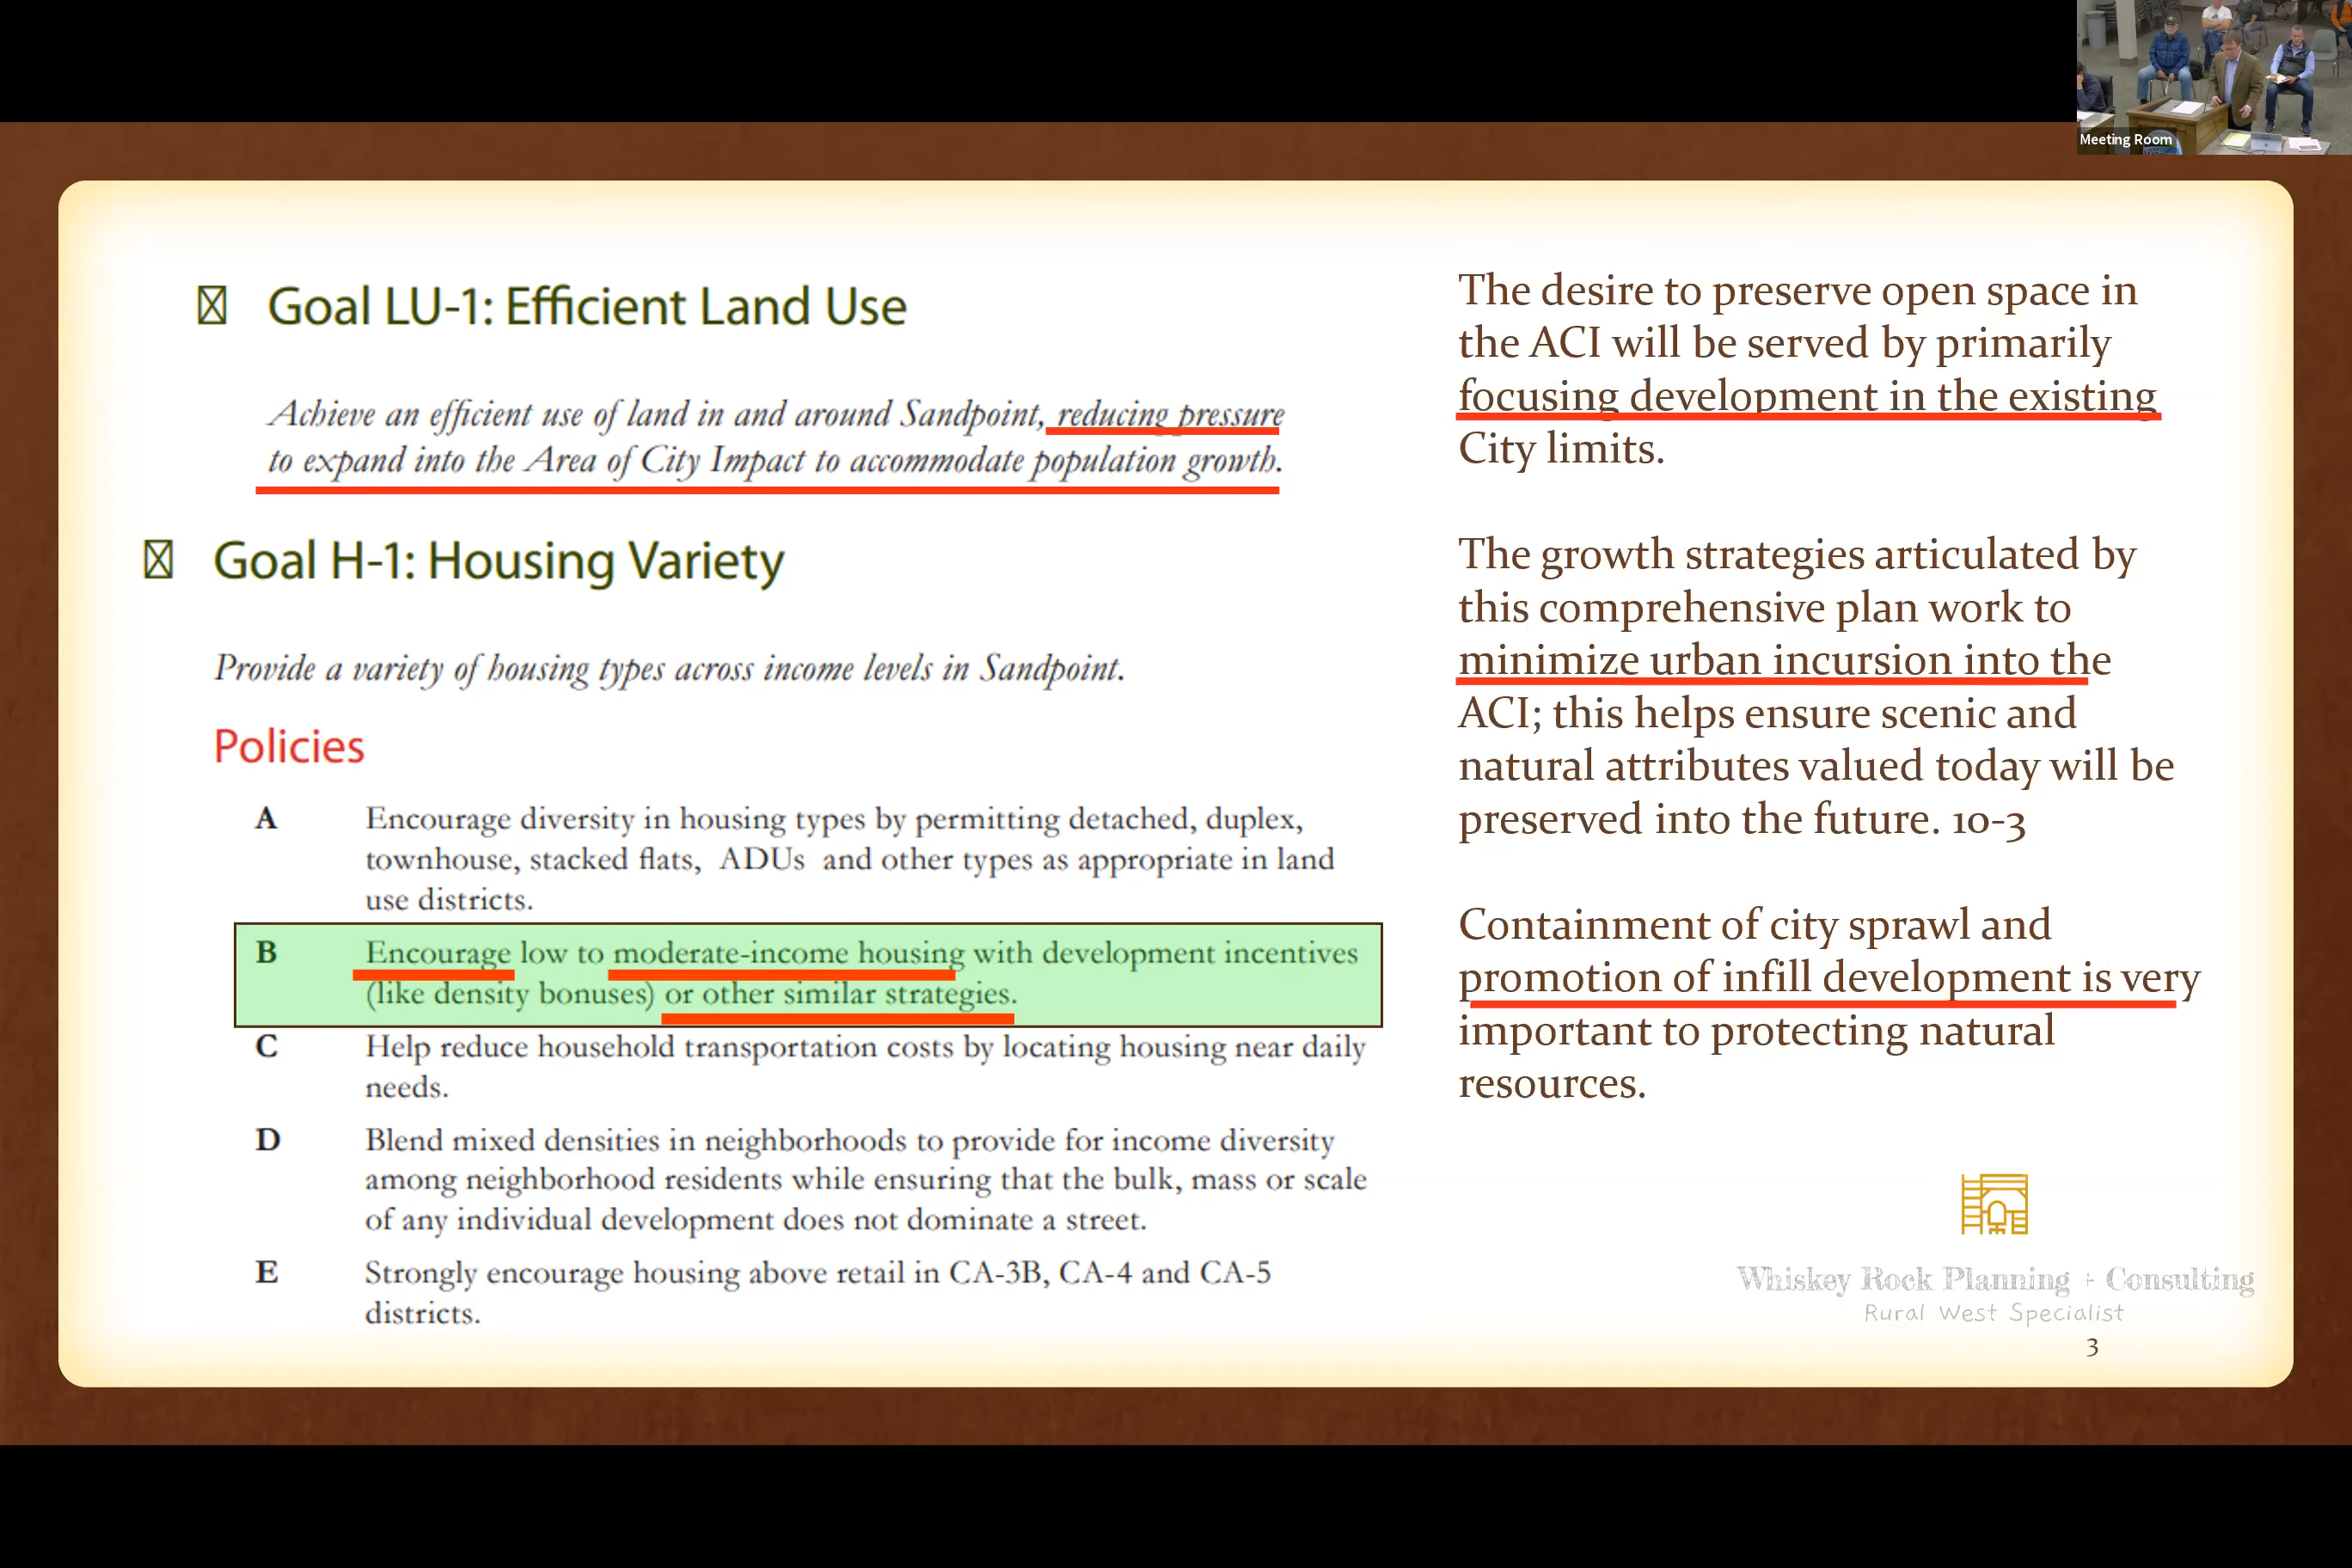 Meeting Room
Goal LU-1: Efficient Land Use
Achieve an efficient use of land in and around Sandpoint, reducing pressure
to expand into the Area of City Impact to accommodate population growth.
Goal H-1: Housing Variety
Provide a variety of housing types across income levels in Sandpoint.
Policies
A Encourage diversity in housing types by permitting detached, duplex,
townhouse, stacked flats, ADUs and other types as appropriate in land
use districts.
B Encourage low to moderate-income housing with development incentives
(like density bonuses) or other similar strategies.
C Help reduce household transportation costs by locating housing near daily
needs.
D Blend mixed densities in neighborhoods to provide for income diversity
among neighborhood residents while ensuring that the bulk, mass or scale
of any individual development does not dominate a street.
E Strongly encourage housing above retail in CA-3B, CA-4 and CA-5
districts.
The desire to preserve open space in
the ACI will be served by primarily
focusing development in the existing
City limits.
The growth strategies articulated by
this comprehensive plan work to
minimize urban incursion into the
ACI; this helps ensure scenic and
natural attributes valued today will be
preserved into the future. 10-3
Containment of city sprawl and
promotion of infill development is very
important to protecting natural
resources.
Whiskey Rock Planning + Consulting
Rural West Specialist
3